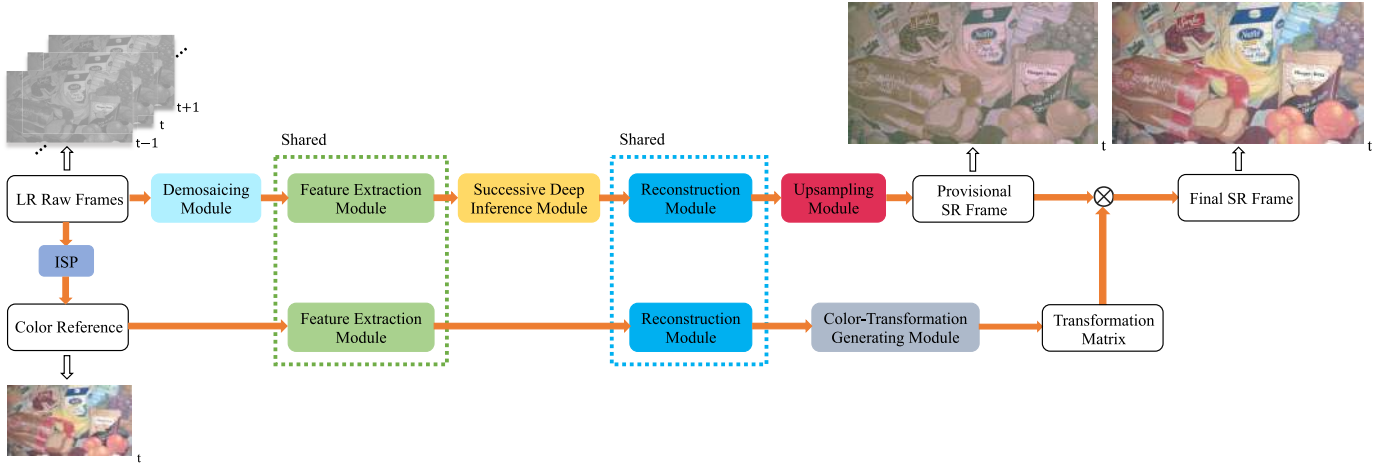 t+1
t
t−1
Shared
Shared
t
t
LR Raw Frames
Demosaicing
Module
Feature Extraction
Module
Successive Deep
Inference Module
Reconstruction
Module
Upsampling
Module
Provisional
SR Frame
Final SR Frame
ISP
Color Reference
Feature Extraction
Module
Reconstruction
Module
Color-Transformation
Generating Module
Transformation
Matrix
t